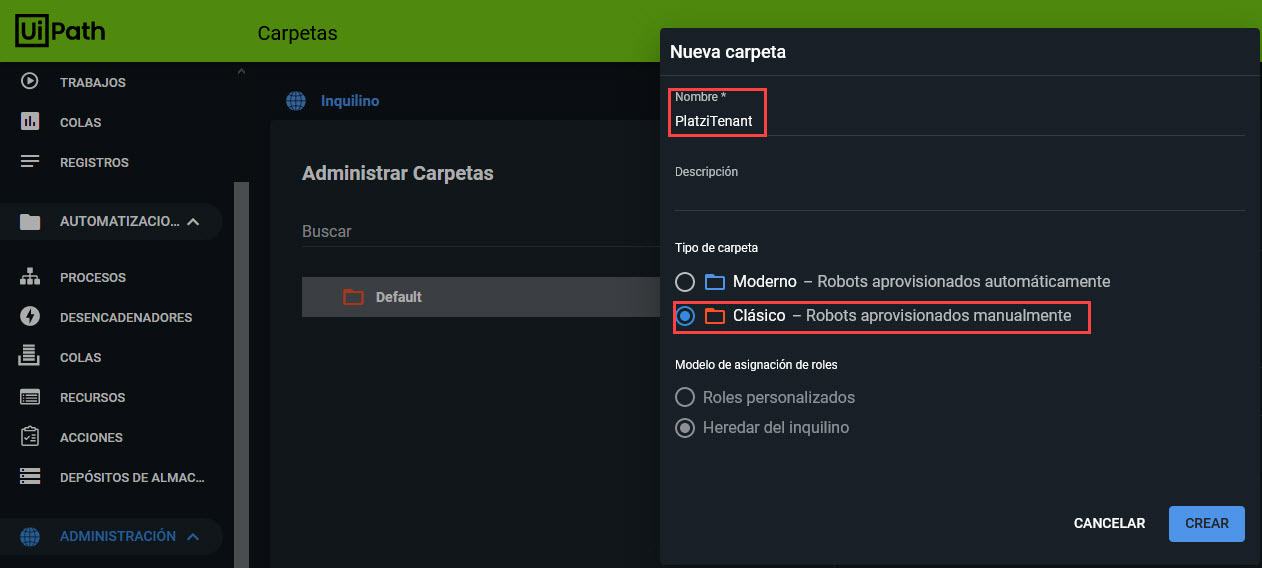 UiPath
Carpetas
TRABAJOS
COLAS
REGISTROS
AUTOMATIZACIO...
PROCESOS
DESENCADENADORES
COLAS
RECURSOS
ACCIONES
DEPÓSITOS DE ALMAC...
ADMINISTRACIÓN
Inquilino
Administrar Carpetas
Buscar
Default
Nueva carpeta
Nombre *
PlatziTenant
Descripción
Tipo de carpeta
Moderno – Robots aprovisionados automáticamente
Clásico – Robots aprovisionados manualmente
Modelo de asignación de roles
Roles personalizados
Heredar del inquilino
CANCELAR
CREAR